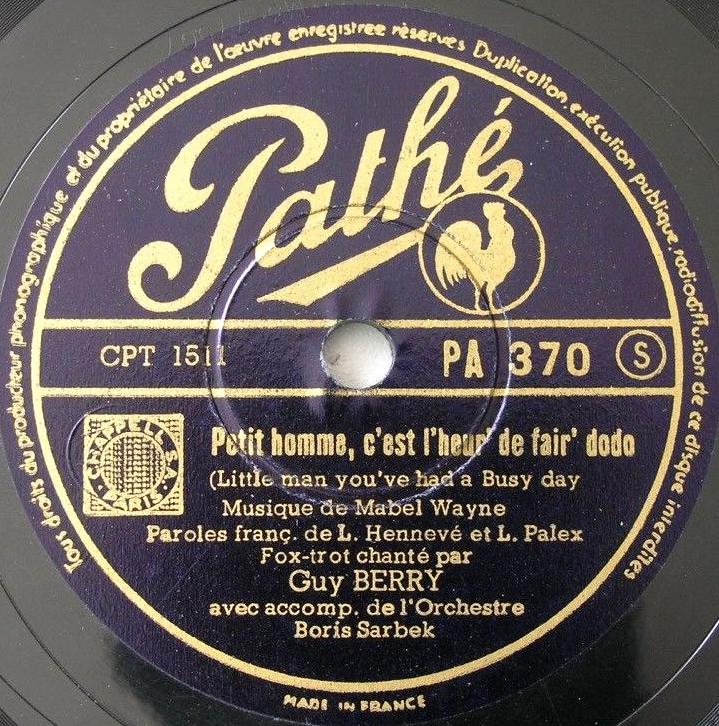 Tous droits du producteur phonographique et du propriétaire de l'œuvre enregistree réserves Duplication, exécution publique, radiodiffusion de ce disque interdites
Pathé
CPT 1511
PA 370 S
CHAPPELL S.A.
PARIS
Petit homme, c'est l'heur' de fair' dodo
(Little man you've had a Busy day
Musique de Mabel Wayne
Paroles franç. de L. Hennevé et L. Palex
Fox-trot chanté par
Guy BERRY
avec accomp. de l'Orchestre
Boris Sarbek
MADE IN FRANCE